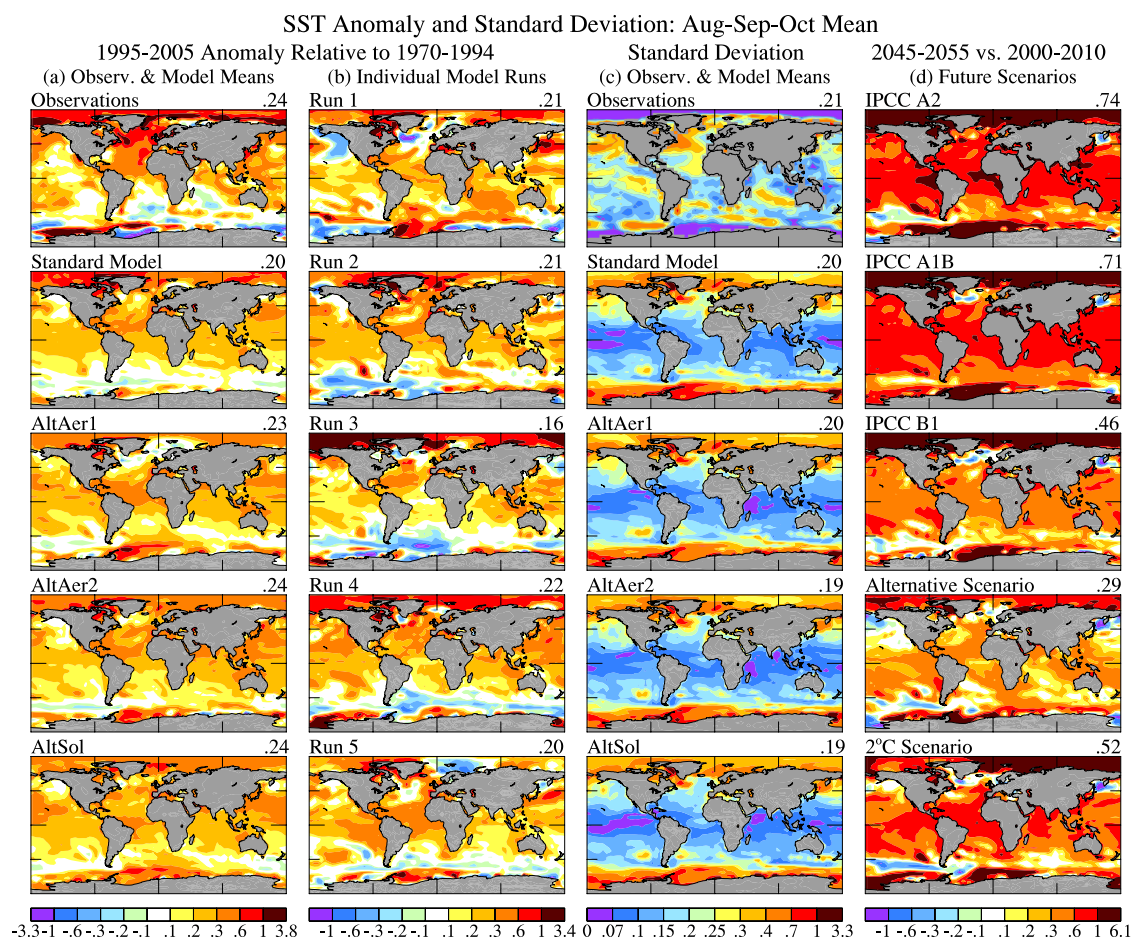 SST Anomaly and Standard Deviation: Aug-Sep-Oct Mean
1995-2005 Anomaly Relative to 1970-1994 Standard Deviation 2045-2055 vs. 2000-2010
(a) Observ. & Model Means (b) Individual Model Runs (c) Observ. & Model Means (d) Future Scenarios
Observations .24 Run 1 .21 Observations .21 IPCC A2 .74
Standard Model .20 Run 2 .21 Standard Model .20 IPCC A1B .71
AltAer1 .23 Run 3 .16 AltAer1 .20 IPCC B1 .46
AltAer2 .24 Run 4 .22 AltAer2 .19 Alternative Scenario .29
AltSol .24 Run 5 .20 AltSol .19 2°C Scenario .52
-3.3 -1 -.6 -.3 -.2 -.1 .1 .2 .3 .6 1 3.8 -1 -.6 -.3 -.2 -.1 .1 .2 .3 .6 1 3.4 0 .07 .1 .15 .2 .25 .3 .4 .7 1 3.3 -1 -.6 -.3 -.2 -.1 .1 .2 .3 .6 1 6.1